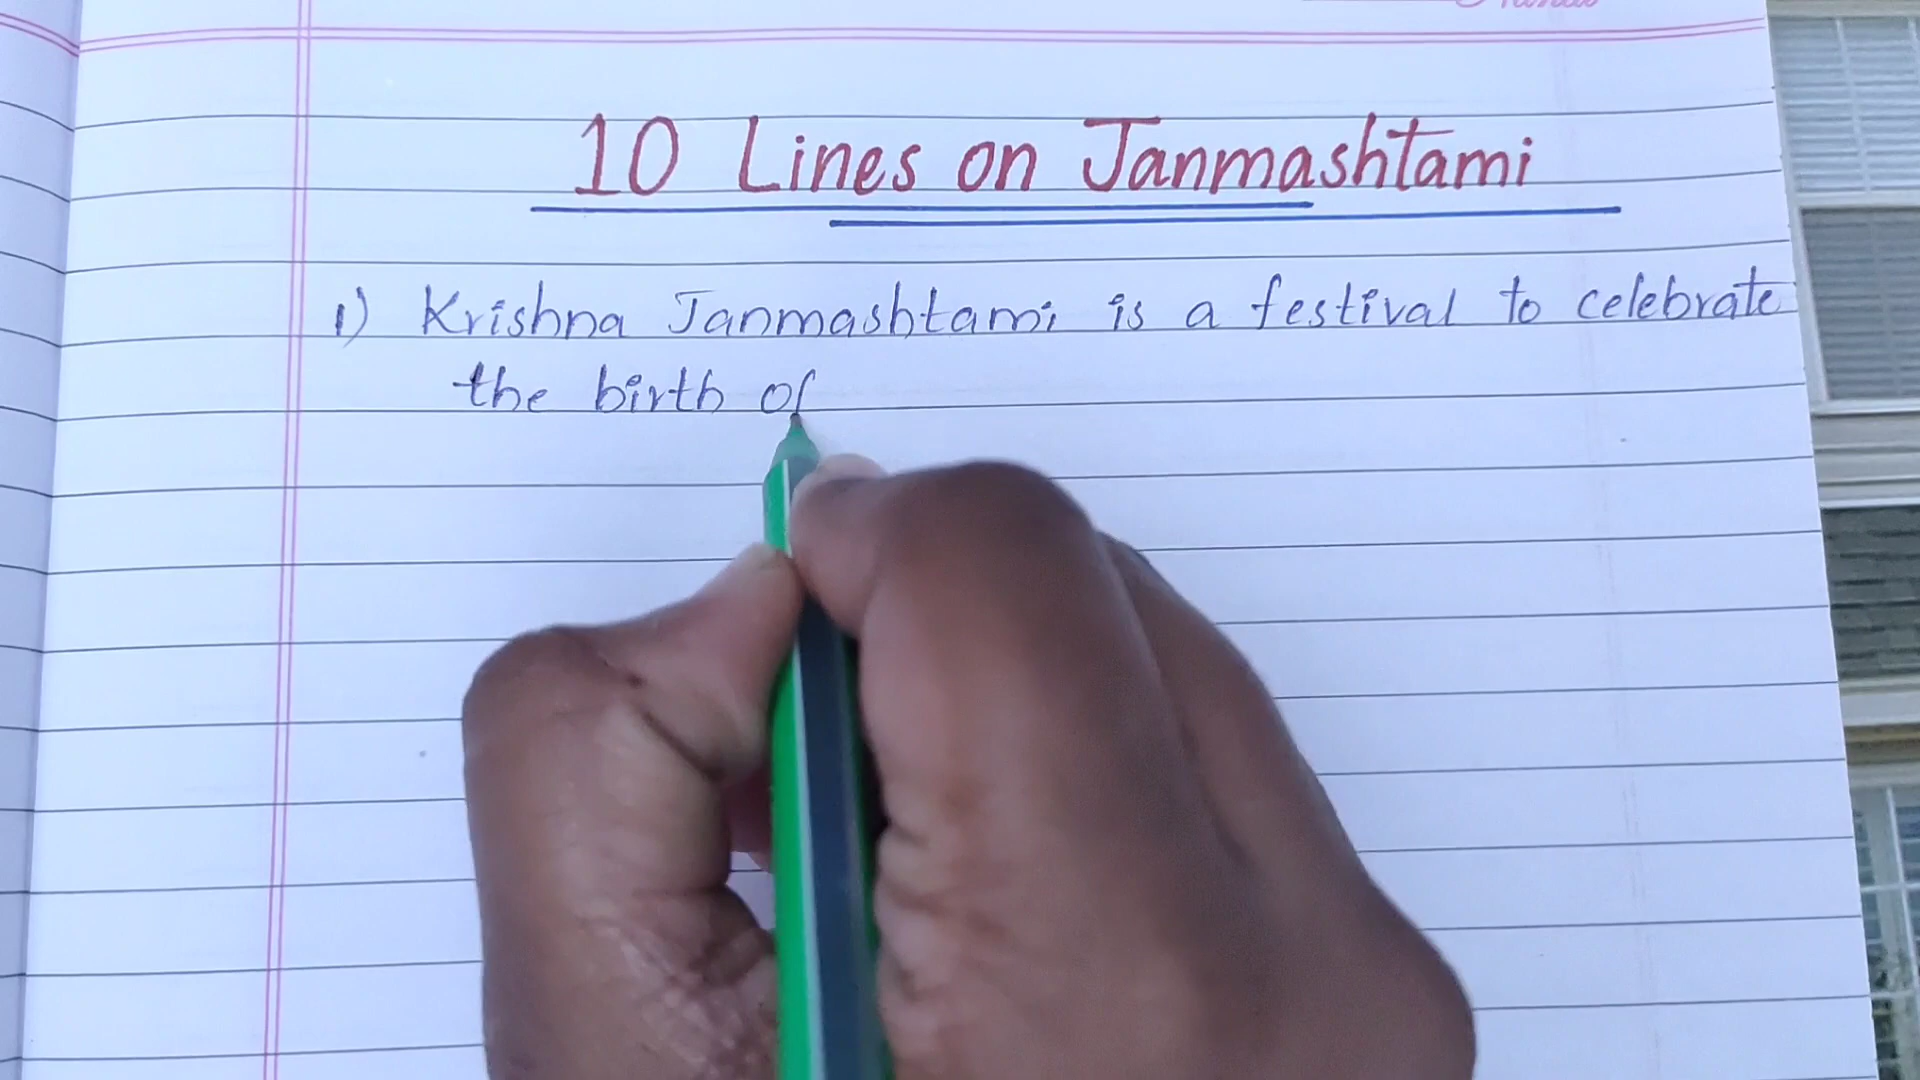 10 Lines on Janmashtami
1) Krishna Janmashtami is a festival to celebrate
the birth of